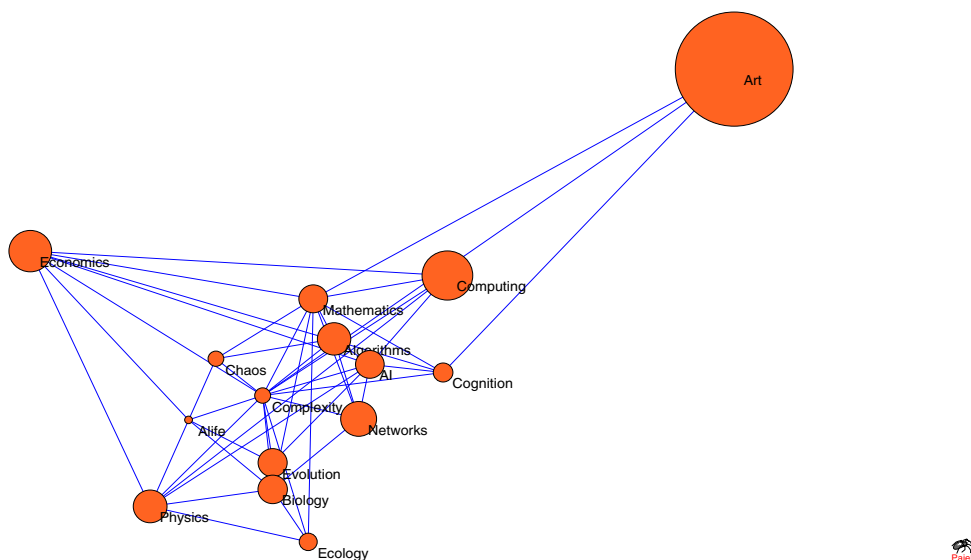 Art
Economics
Computing
Mathematics
Algorithms
Chaos
AI
Cognition
Complexity
Alife
Networks
Evolution
Biology
Physics
Ecology